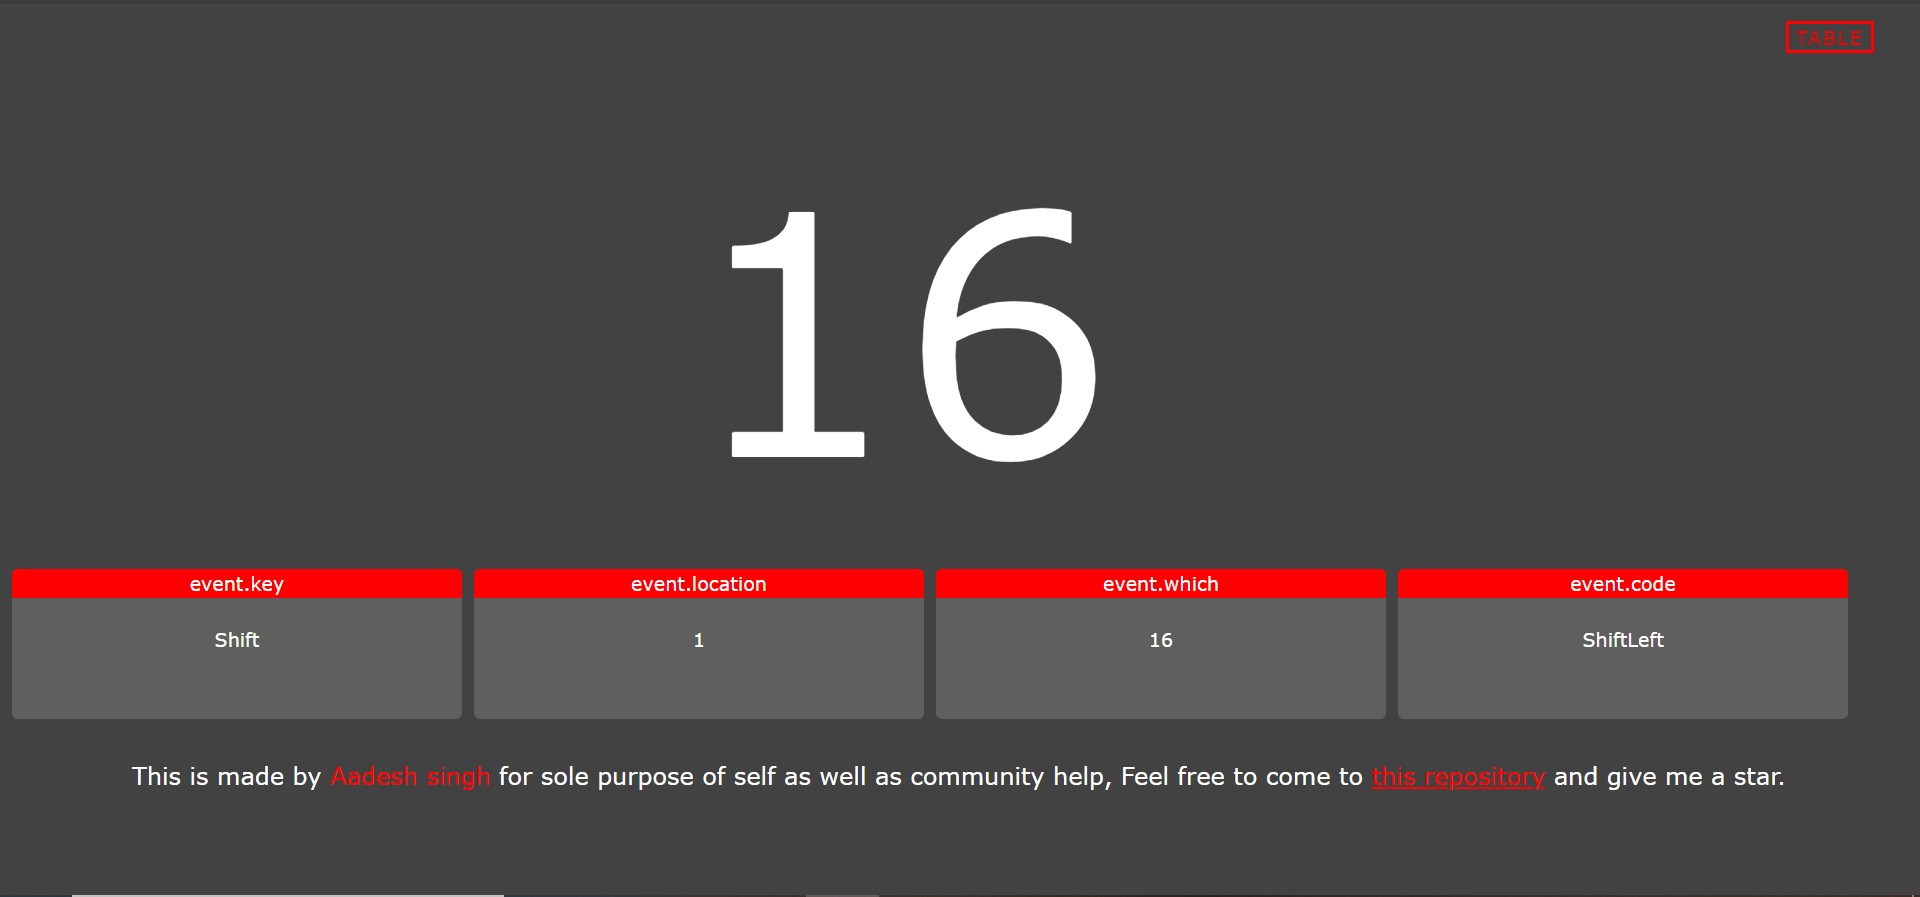 TABLE
16
event.key
event.location
event.which
event.code
Shift
1
16
ShiftLeft
This is made by Aadesh singh for sole purpose of self as well as community help, Feel free to come to this repository and give me a star.